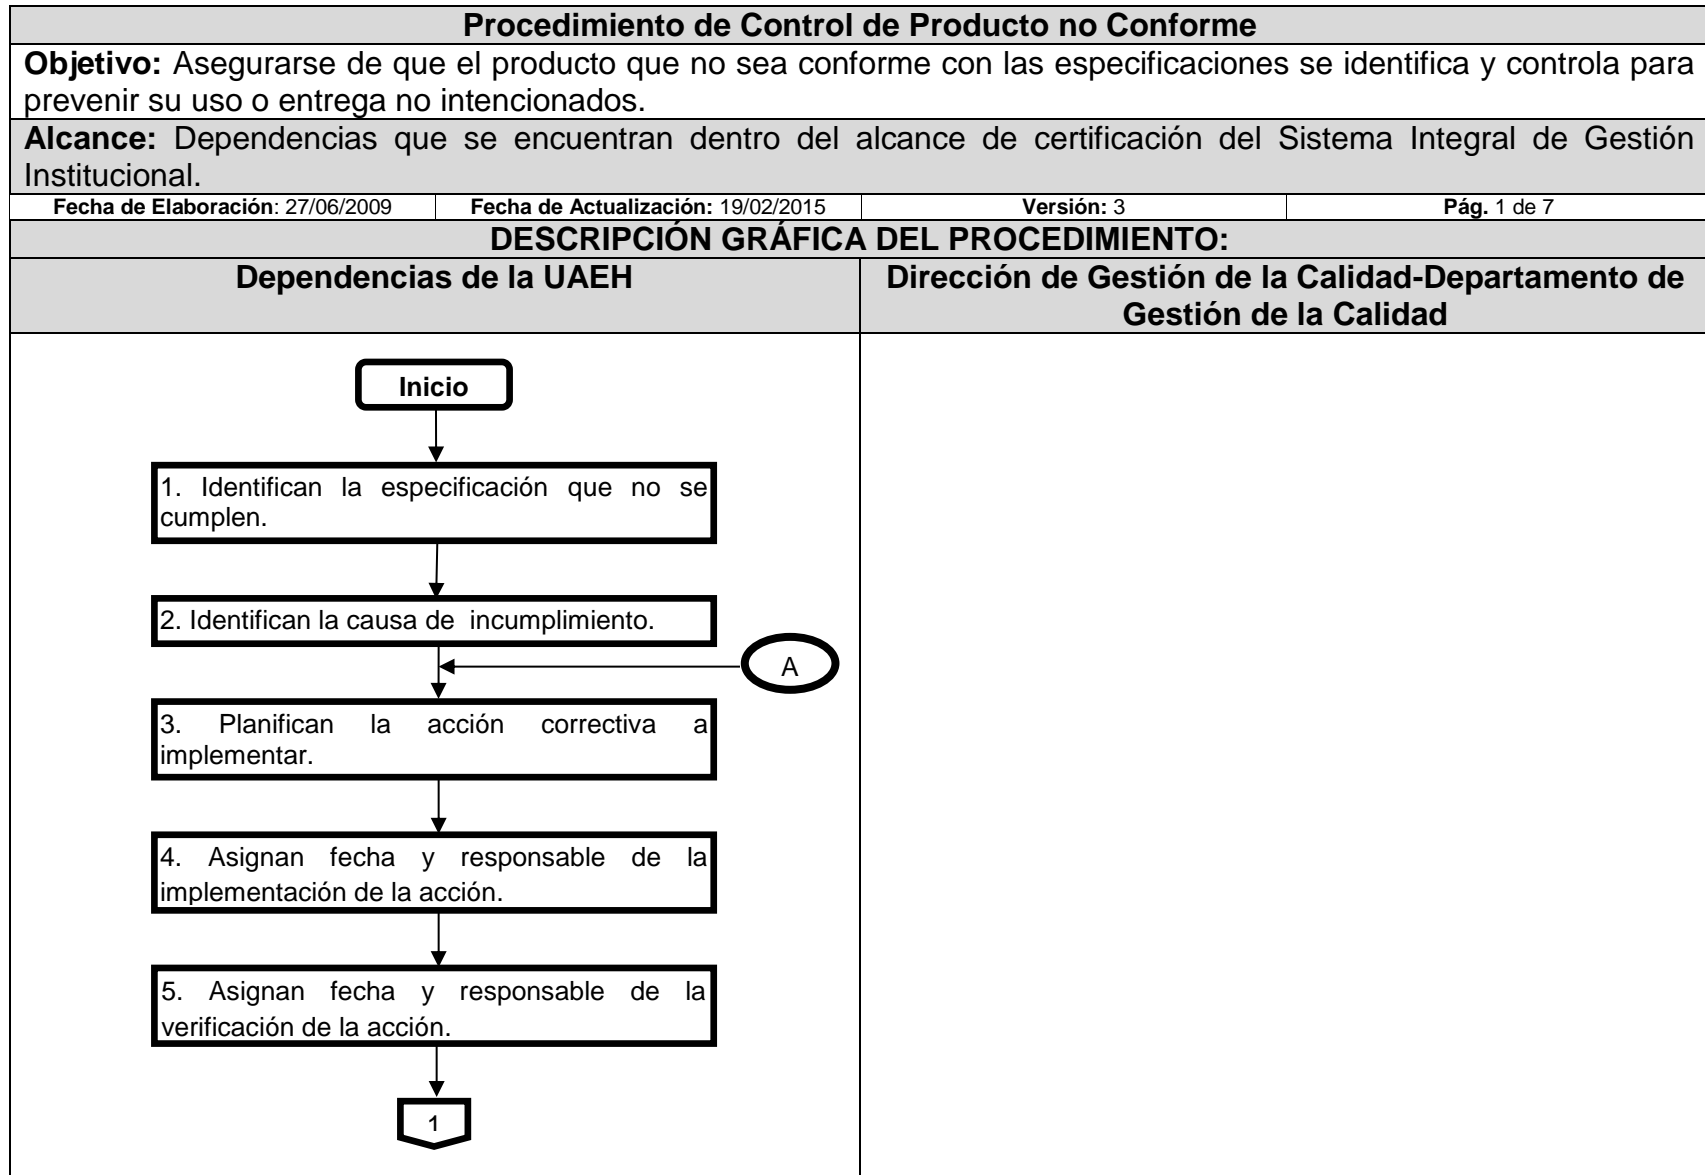 Procedimiento de Control de Producto no Conforme
Objetivo: Asegurarse de que el producto que no sea conforme con las especificaciones se identifica y controla para
prevenir su uso o entrega no intencionados.
Alcance: Dependencias que se encuentran dentro del alcance de certificación del Sistema Integral de Gestión
Institucional.
Fecha de Elaboración: 27/06/2009 Fecha de Actualización: 19/02/2015 Versión: 3 Pág. 1 de 7
DESCRIPCIÓN GRÁFICA DEL PROCEDIMIENTO:
Dependencias de la UAEH
Dirección de Gestión de la Calidad-Departamento de
Gestión de la Calidad
Inicio
1. Identifican la especificación que no se
cumplen.
2. Identifican la causa de incumplimiento.
A
3. Planifican la acción correctiva a
implementar.
4. Asignan fecha y responsable de la
implementación de la acción.
5. Asignan fecha y responsable de la
verificación de la acción.
1